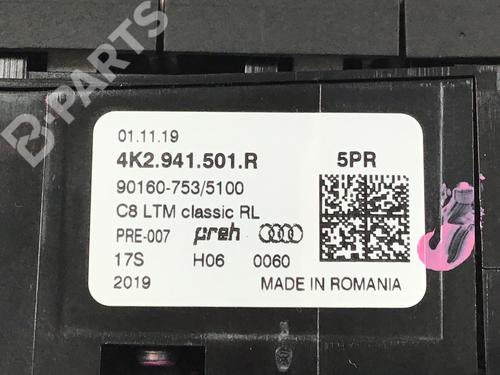 B-PARTS
01.11.19
4K2.941.501.R 5PR
90160-753/5100
C8 LTM classic RL
PRE-007 preh
17S H06 0060
2019 MADE IN ROMANIA